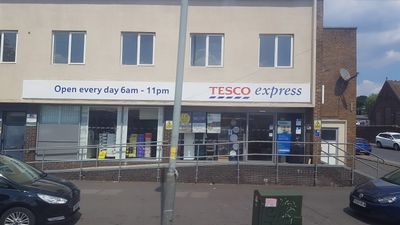 Open every day 6am - 11pm
TESCO express